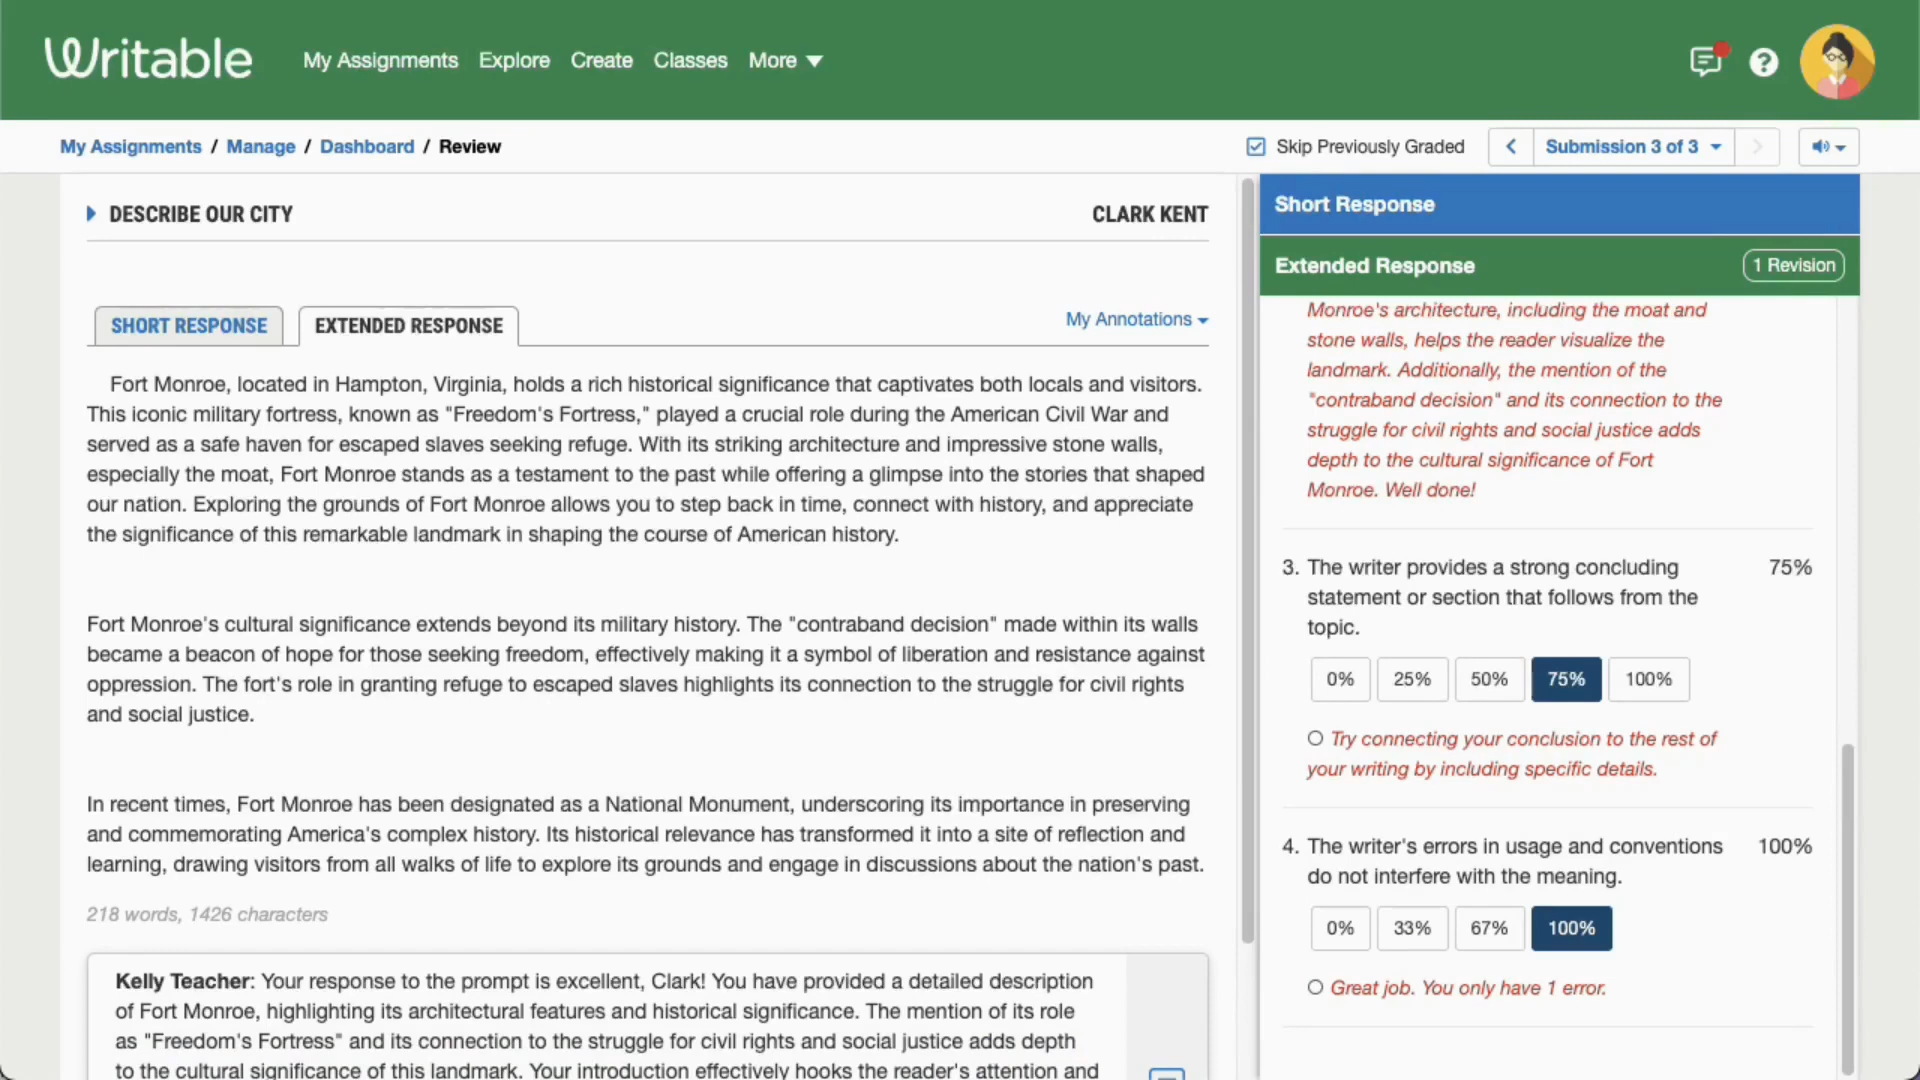 Writable
My Assignments Explore Create Classes More
My Assignments / Manage / Dashboard / Review
Skip Previously Graded
Submission 3 of 3
DESCRIBE OUR CITY
CLARK KENT
SHORT RESPONSE
EXTENDED RESPONSE
My Annotations
Fort Monroe, located in Hampton, Virginia, holds a rich historical significance that captivates both locals and visitors.
This iconic military fortress, known as "Freedom's Fortress," played a crucial role during the American Civil War and
served as a safe haven for escaped slaves seeking refuge. With its striking architecture and impressive stone walls,
especially the moat, Fort Monroe stands as a testament to the past while offering a glimpse into the stories that shaped
our nation. Exploring the grounds of Fort Monroe allows you to step back in time, connect with history, and appreciate
the significance of this remarkable landmark in shaping the course of American history.
Fort Monroe's cultural significance extends beyond its military history. The "contraband decision" made within its walls
became a beacon of hope for those seeking freedom, effectively making it a symbol of liberation and resistance against
oppression. The fort's role in granting refuge to escaped slaves highlights its connection to the struggle for civil rights
and social justice.
In recent times, Fort Monroe has been designated as a National Monument, underscoring its importance in preserving
and commemorating America's complex history. Its historical relevance has transformed it into a site of reflection and
learning, drawing visitors from all walks of life to explore its grounds and engage in discussions about the nation's past.
218 words, 1426 characters
Kelly Teacher: Your response to the prompt is excellent, Clark! You have provided a detailed description
of Fort Monroe, highlighting its architectural features and historical significance. The mention of its role
as "Freedom's Fortress" and its connection to the struggle for civil rights and social justice adds depth
to the cultural significance of this landmark. Your introduction effectively hooks the reader's attention and
Short Response
Extended Response
1 Revision
Monroe's architecture, including the moat and
stone walls, helps the reader visualize the
landmark. Additionally, the mention of the
"contraband decision" and its connection to the
struggle for civil rights and social justice adds
depth to the cultural significance of Fort
Monroe. Well done!
3. The writer provides a strong concluding 75%
statement or section that follows from the
topic.
0% 25% 50% 75% 100%
Try connecting your conclusion to the rest of
your writing by including specific details.
4. The writer's errors in usage and conventions 100%
do not interfere with the meaning.
0% 33% 67% 100%
Great job. You only have 1 error.